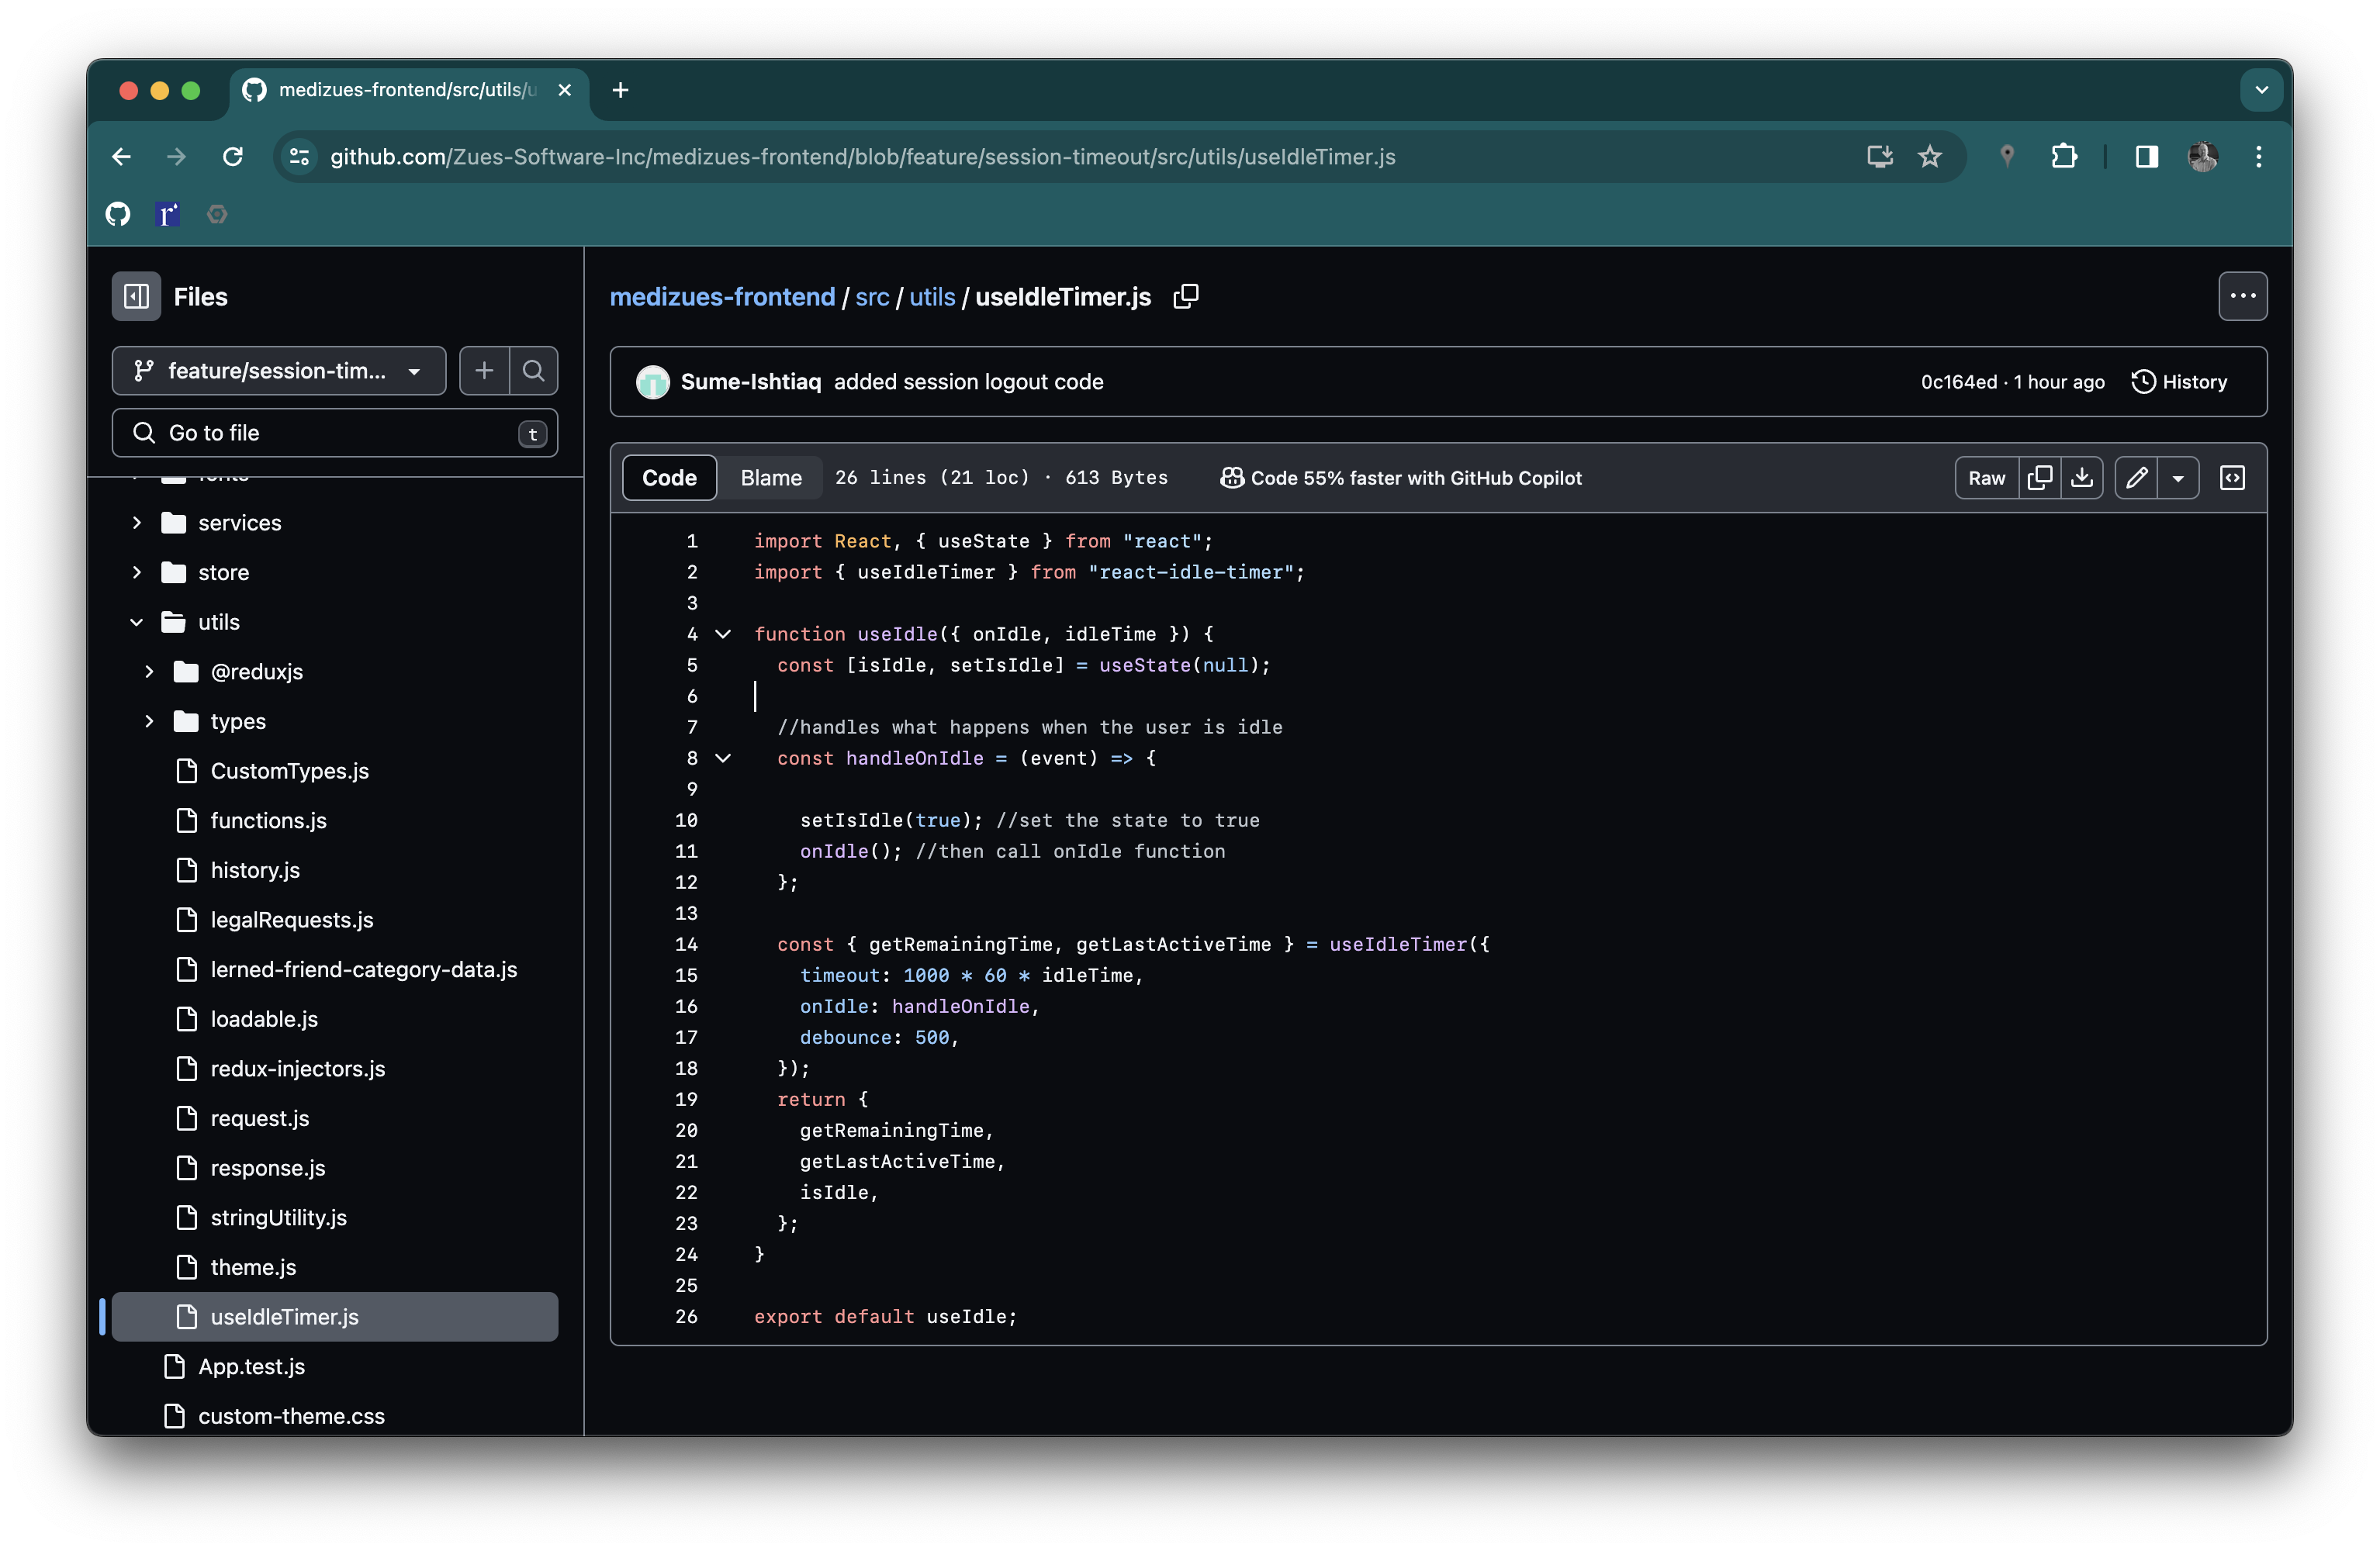 medizues-frontend/src/utils/u
github.com/Zues-Software-Inc/medizues-frontend/blob/feature/session-timeout/src/utils/useIdleTimer.js
r
Files
feature/session-tim...
Go to file
t
fonts
services
store
utils
@reduxjs
types
CustomTypes.js
functions.js
history.js
legalRequests.js
lerned-friend-category-data.js
loadable.js
redux-injectors.js
request.js
response.js
stringUtility.js
theme.js
useIdleTimer.js
App.test.js
custom-theme.css
medizues-frontend / src / utils / useIdleTimer.js
Sume-Ishtiaq added session logout code
0c164ed · 1 hour ago
History
Code Blame 26 lines (21 loc) · 613 Bytes
Code 55% faster with GitHub Copilot
Raw
1 import React, { useState } from "react";
2 import { useIdleTimer } from "react-idle-timer";
3
4 function useIdle({ onIdle, idleTime }) {
5 const [isIdle, setIsIdle] = useState(null);
6
7 //handles what happens when the user is idle
8 const handleOnIdle = (event) => {
9
10 setIsIdle(true); //set the state to true
11 onIdle(); //then call onIdle function
12 };
13
14 const { getRemainingTime, getLastActiveTime } = useIdleTimer({
15 timeout: 1000 * 60 * idleTime,
16 onIdle: handleOnIdle,
17 debounce: 500,
18 });
19 return {
20 getRemainingTime,
21 getLastActiveTime,
22 isIdle,
23 };
24 }
25
26 export default useIdle;